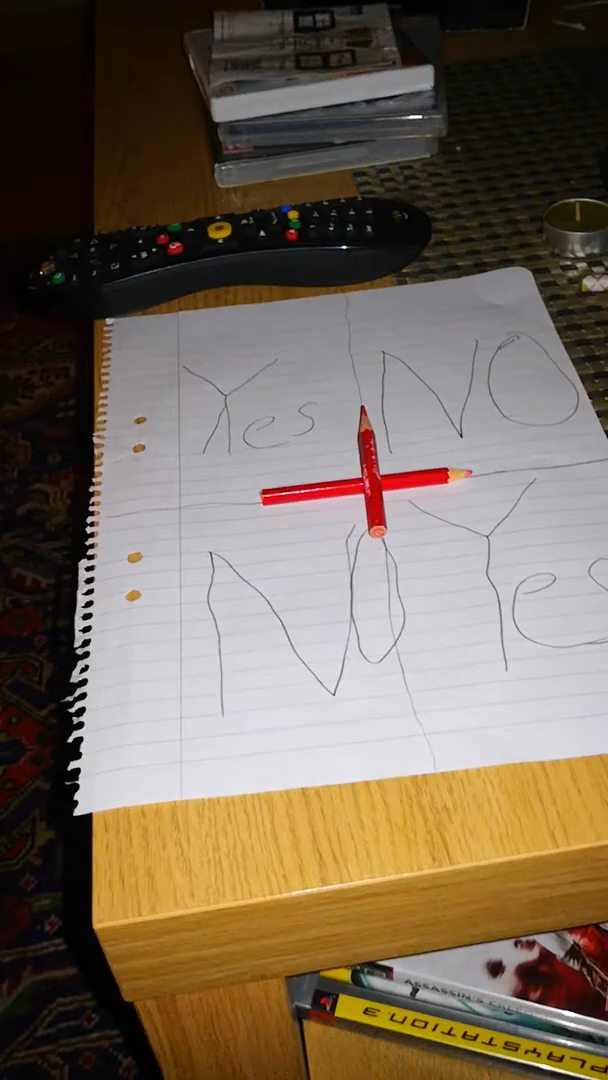 Yes NO
NO Yes
ASSASSIN'S
PLAYSTATION 3